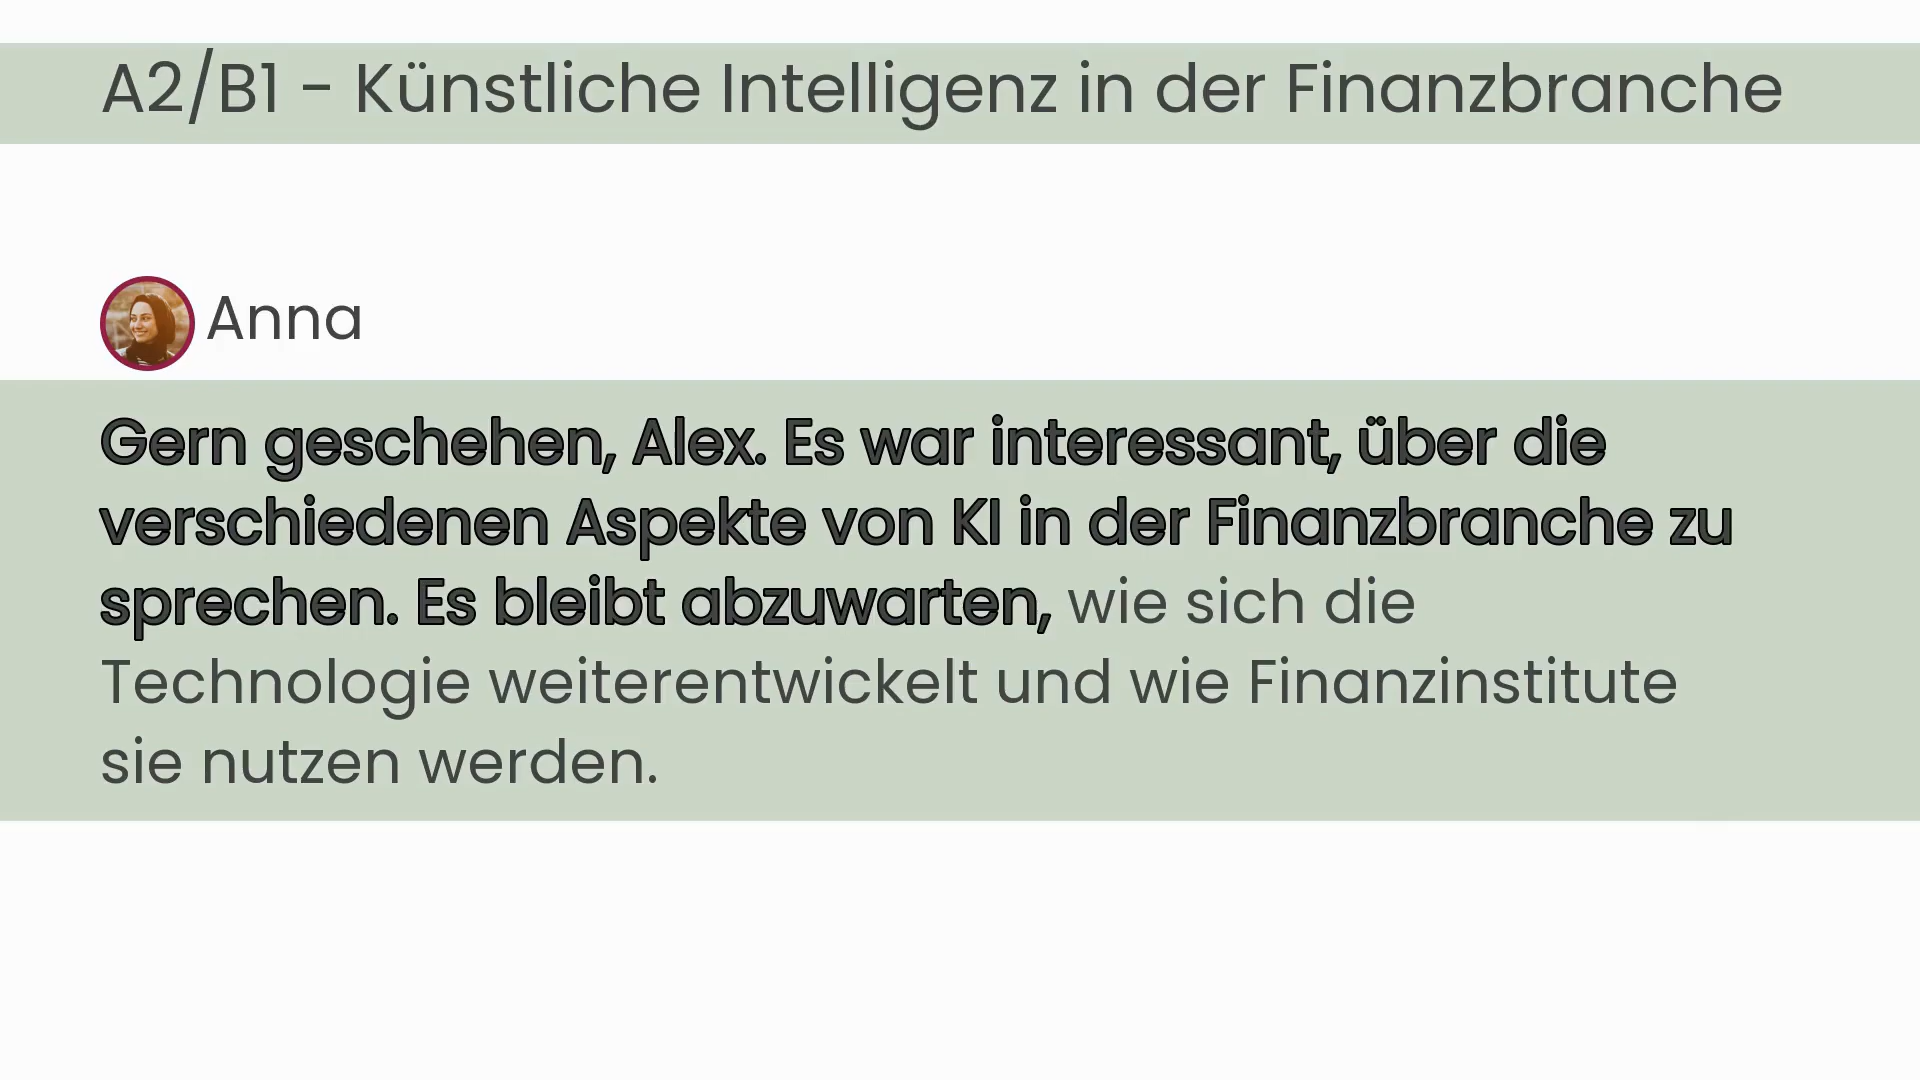 A2/B1 - Künstliche Intelligenz in der Finanzbranche
Anna
Gern geschehen, Alex. Es war interessant, über die
verschiedenen Aspekte von KI in der Finanzbranche zu
sprechen. Es bleibt abzuwarten, wie sich die
Technologie weiterentwickelt und wie Finanzinstitute
sie nutzen werden.